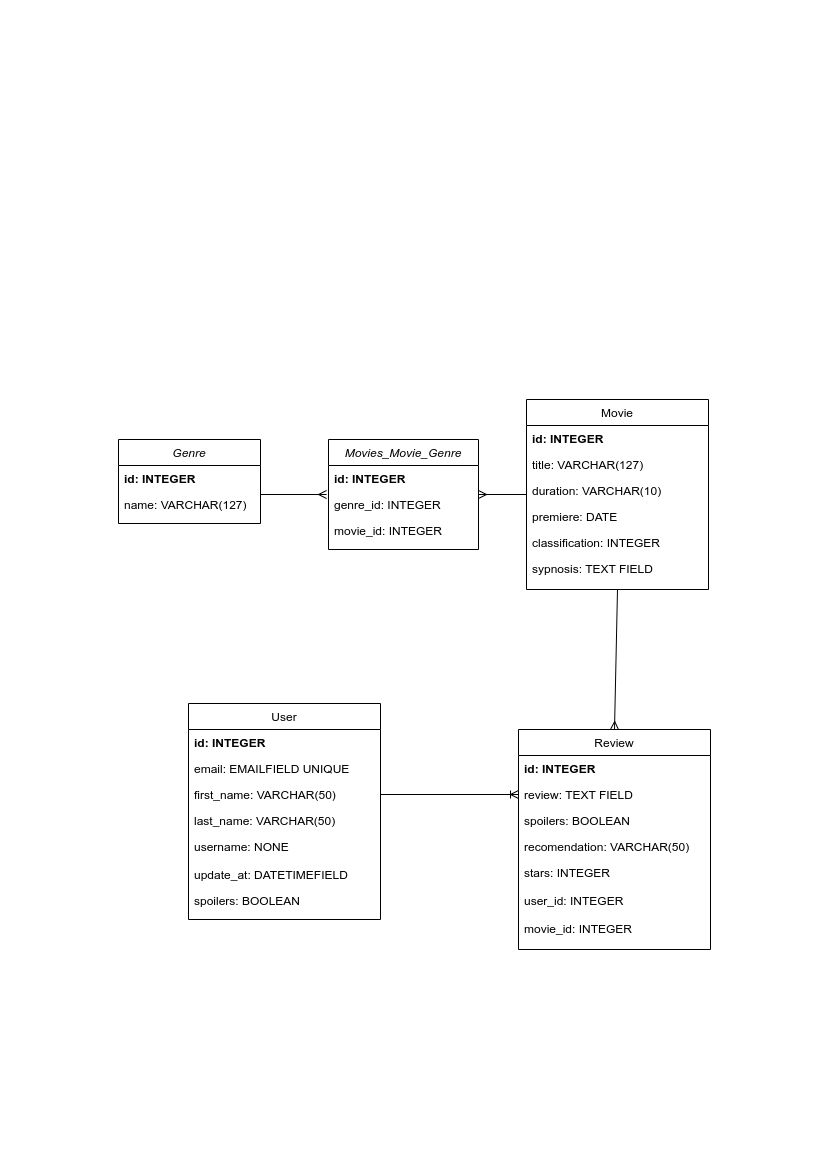 Genre
id: INTEGER
name: VARCHAR(127)
Movies_Movie_Genre
id: INTEGER
genre_id: INTEGER
movie_id: INTEGER
Movie
id: INTEGER
title: VARCHAR(127)
duration: VARCHAR(10)
premiere: DATE
classification: INTEGER
sypnosis: TEXT FIELD
User
id: INTEGER
email: EMAILFIELD UNIQUE
first_name: VARCHAR(50)
last_name: VARCHAR(50)
username: NONE
update_at: DATETIMEFIELD
spoilers: BOOLEAN
Review
id: INTEGER
review: TEXT FIELD
spoilers: BOOLEAN
recomendation: VARCHAR(50)
stars: INTEGER
user_id: INTEGER
movie_id: INTEGER